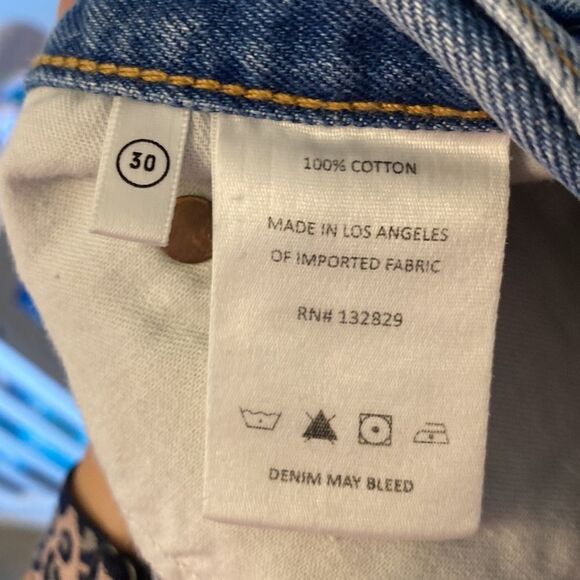 30
100% COTTON
MADE IN LOS ANGELES
OF IMPORTED FABRIC
RN# 132829
DENIM MAY BLEED